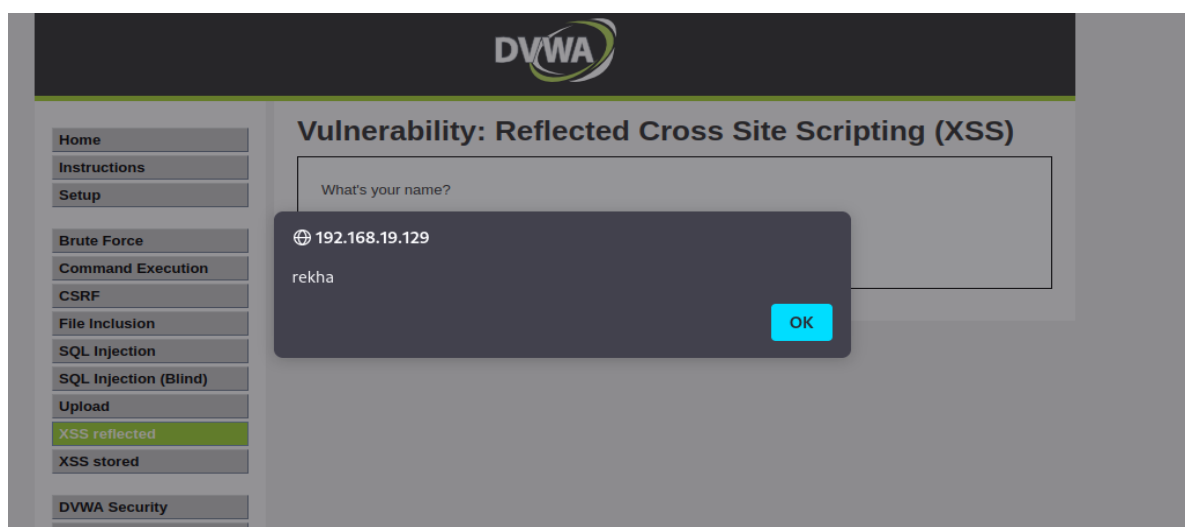 DVWA
Home
Instructions
Setup
Brute Force
Command Execution
CSRF
File Inclusion
SQL Injection
SQL Injection (Blind)
Upload
XSS reflected
XSS stored
DVWA Security
Vulnerability: Reflected Cross Site Scripting (XSS)
What's your name?
192.168.19.129
rekha
OK